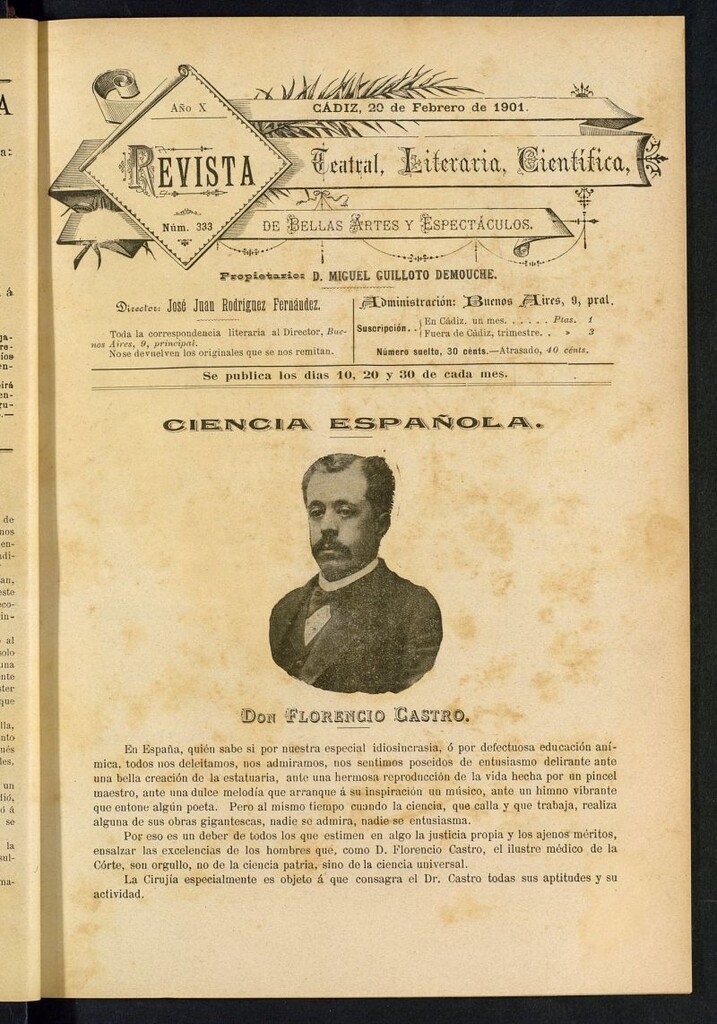 Año X
CÁDIZ, 20 de Febrero de 1901.
REVISTA Teatral, Literaria, Científica,
Núm. 333
DE BELLAS ARTES Y ESPECTÁCULOS.
Propietario: D. MIGUEL GUILLOTO DEMOUCHE.
Director: José Juan Rodríguez Fernández.
Toda la correspondencia literaria al Director, Bue-
nos Aires, 9, principal.
No se devuelven los originales que se nos remitan.
Administración: Buenos Aires, 9, pral.
Suscripción.. En Cádiz, un mes. . . . . . Ptas. 1
Fuera de Cádiz, trimestre. . » 3
Número suelto, 30 cents.—Atrasado, 40 cents.
Se publica los dias 10, 20 y 30 de cada mes.
CIENCIA ESPAÑOLA.
DON FLORENCIO CASTRO.
En España, quién sabe si por nuestra especial idiosincrasia, ó por defectuosa educación aní-
mica, todos nos deleitamos, nos admiramos, nos sentimos poseidos de entusiasmo delirante ante
una bella creación de la estatuaria, ante una hermosa reproducción de la vida hecha por un pincel
maestro, ante una dulce melodía que arranque á su inspiración un músico, ante un himno vibrante
que entone algún poeta. Pero al mismo tiempo cuando la ciencia, que calla y que trabaja, realiza
alguna de sus obras gigantescas, nadie se admira, nadie se entusiasma.
Por eso es un deber de todos los que estimen en algo la justicia propia y los ajenos méritos,
ensalzar las excelencias de los hombres que, como D. Florencio Castro, el ilustre médico de la
Córte, son orgullo, no de la ciencia patria, sino de la ciencia universal.
La Cirujía especialmente es objeto á que consagra el Dr. Castro todas sus aptitudes y su
actividad.